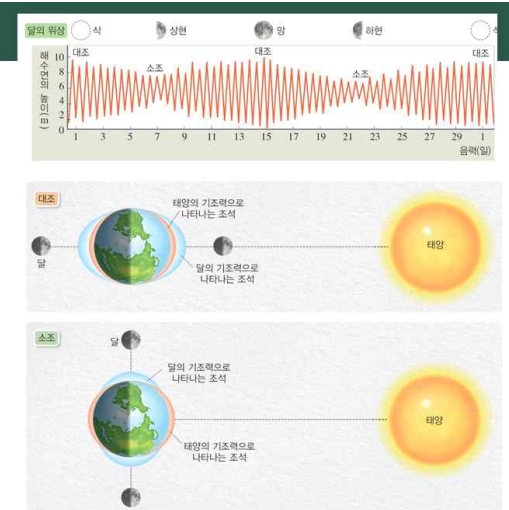 달의 위상 삭 상현 망 하현 삭
해수면의 높이(m)
10
8
6
4
2
0
대조 소조 대조 소조 대조
1 3 5 7 9 11 13 15 17 19 21 23 25 27 29 1
음력(일)
대조
태양의 기조력으로
나타나는 조석
달
달의 기조력으로
나타나는 조석
태양
소조
달
달의 기조력으로
나타나는 조석
태양
태양의 기조력으로
나타나는 조석